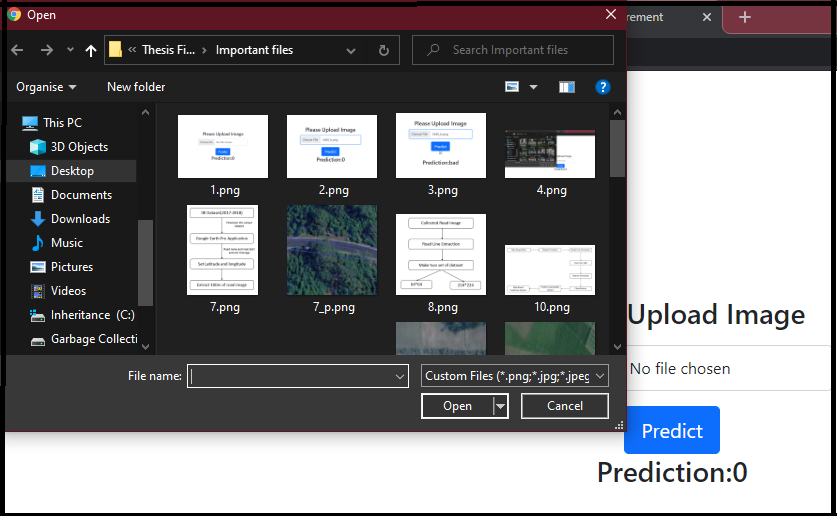 Open
rement
« Thesis Fi... › Important files
Search Important files
Organise
New folder
This PC
3D Objects
Desktop
Documents
Downloads
Music
Pictures
Videos
Inheritance (C:)
Garbage Collecti
Please Upload Image
Predict
Prediction:0
1.png
Please Upload Image
Predict
Prediction:0
2.png
Please Upload Image
Predict
Prediction:bad
3.png
4.png
Google Earth Pro Application
Set Latitude and longitude
Extract 100m of road image
7.png
7_p.png
Collected Road Image
Road Line Extraction
Make two set of dataset
64*64
224*224
8.png
10.png
File name:
Custom Files (*.png;*.jpg;*.jpeg
Open
Cancel
Upload Image
No file chosen
Predict
Prediction:0